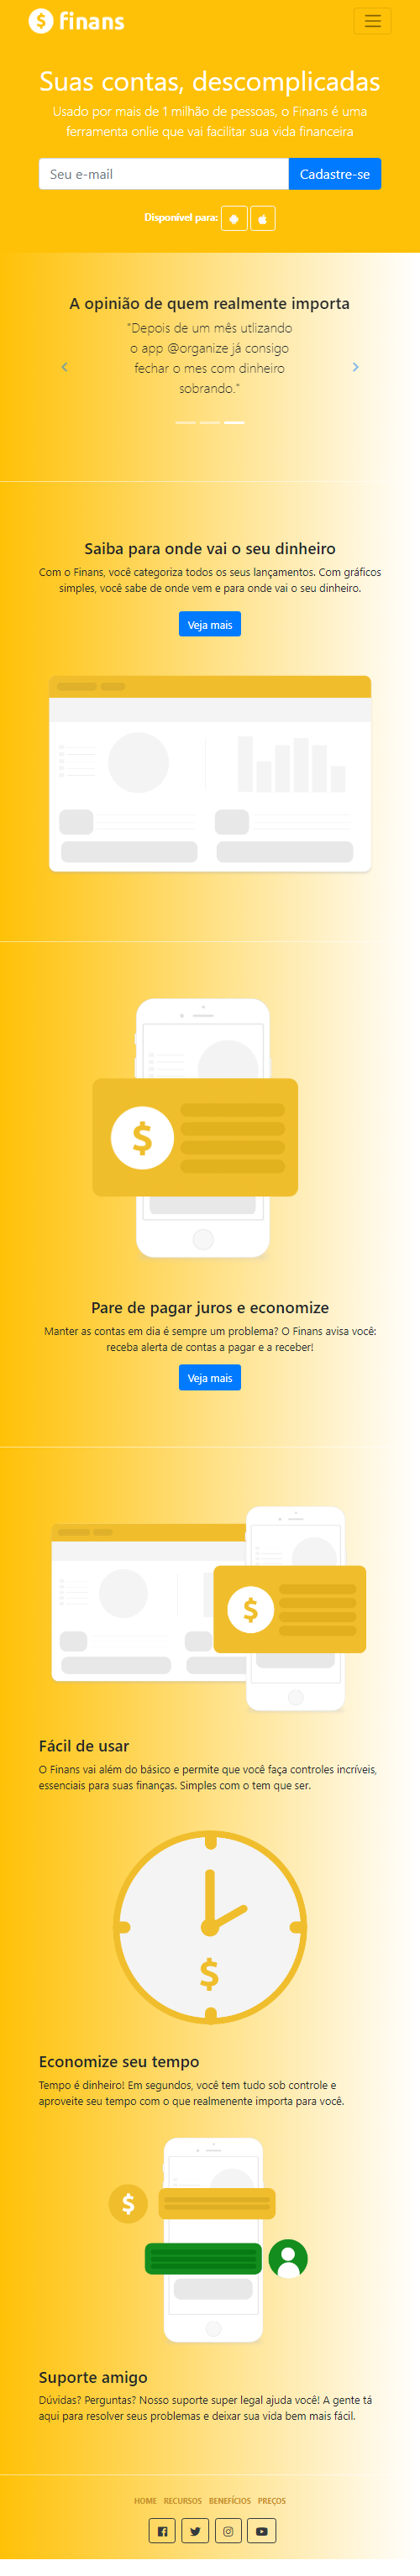 $ finans
Suas contas, descomplicadas
Usado por mais de 1 milhão de pessoas, o Finans é uma
ferramenta onlie que vai facilitar sua vida financeira
Seu e-mail
Cadastre-se
Disponível para:
A opinião de quem realmente importa
"Depois de um mês utlizando
o app @organize já consigo
fechar o mes com dinheiro
sobrando."
Saiba para onde vai o seu dinheiro
Com o Finans, você categoriza todos os seus lançamentos. Com gráficos
simples, você sabe de onde vem e para onde vai o seu dinheiro.
Veja mais
$
Pare de pagar juros e economize
Manter as contas em dia é sempre um problema? O Finans avisa você:
receba alerta de contas a pagar e a receber!
Veja mais
$
Fácil de usar
O Finans vai além do básico e permite que você faça controles incríveis,
essenciais para suas finanças. Simples com o tem que ser.
$
Economize seu tempo
Tempo é dinheiro! Em segundos, você tem tudo sob controle e
aproveite seu tempo com o que realmenente importa para você.
$
Suporte amigo
Dúvidas? Perguntas? Nosso suporte super legal ajuda você! A gente tá
aqui para resolver seus problemas e deixar sua vida bem mais fácil.
HOME RECURSOS BENEFÍCIOS PREÇOS